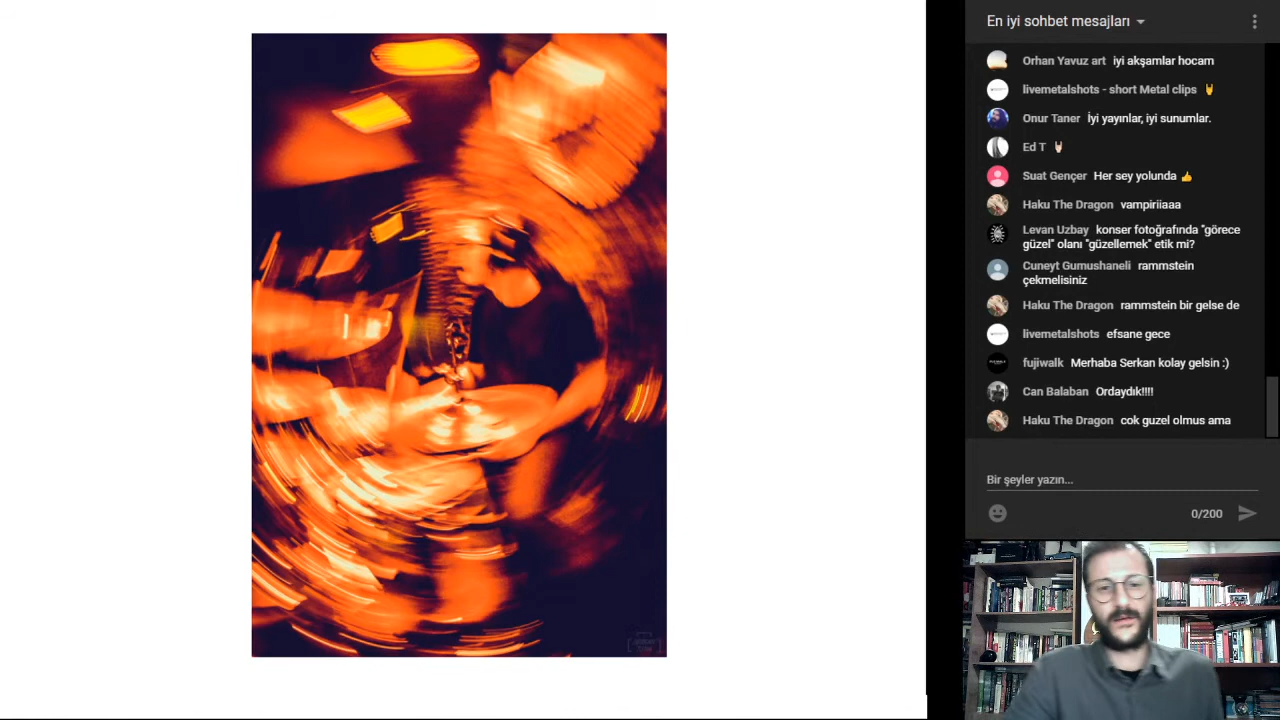 En iyi sohbet mesajları
Orhan Yavuz art iyi akşamlar hocam
livemetalshots - short Metal clips 🤘
Onur Taner İyi yayınlar, iyi sunumlar.
Ed T 🤘🏻
Suat Gençer Her sey yolunda 👍
Haku The Dragon vampiriiaaa
Levan Uzbay konser fotoğrafında "görece
güzel" olanı "güzellemek" etik mi?
Cuneyt Gumushaneli rammstein
çekmelisiniz
Haku The Dragon rammstein bir gelse de
livemetalshots efsane gece
fujiwalk Merhaba Serkan kolay gelsin :)
Can Balaban Ordaydık!!!!
Haku The Dragon cok guzel olmus ama
Bir şeyler yazın...
0/200